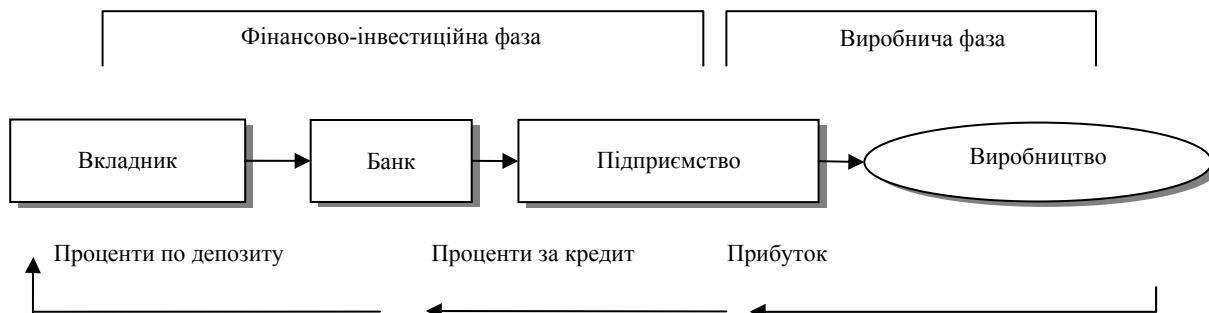 Фінансово-інвестиційна фаза
Виробнича фаза
Вкладник
Банк
Підприємство
Виробництво
Проценти по депозиту
Проценти за кредит
Прибуток